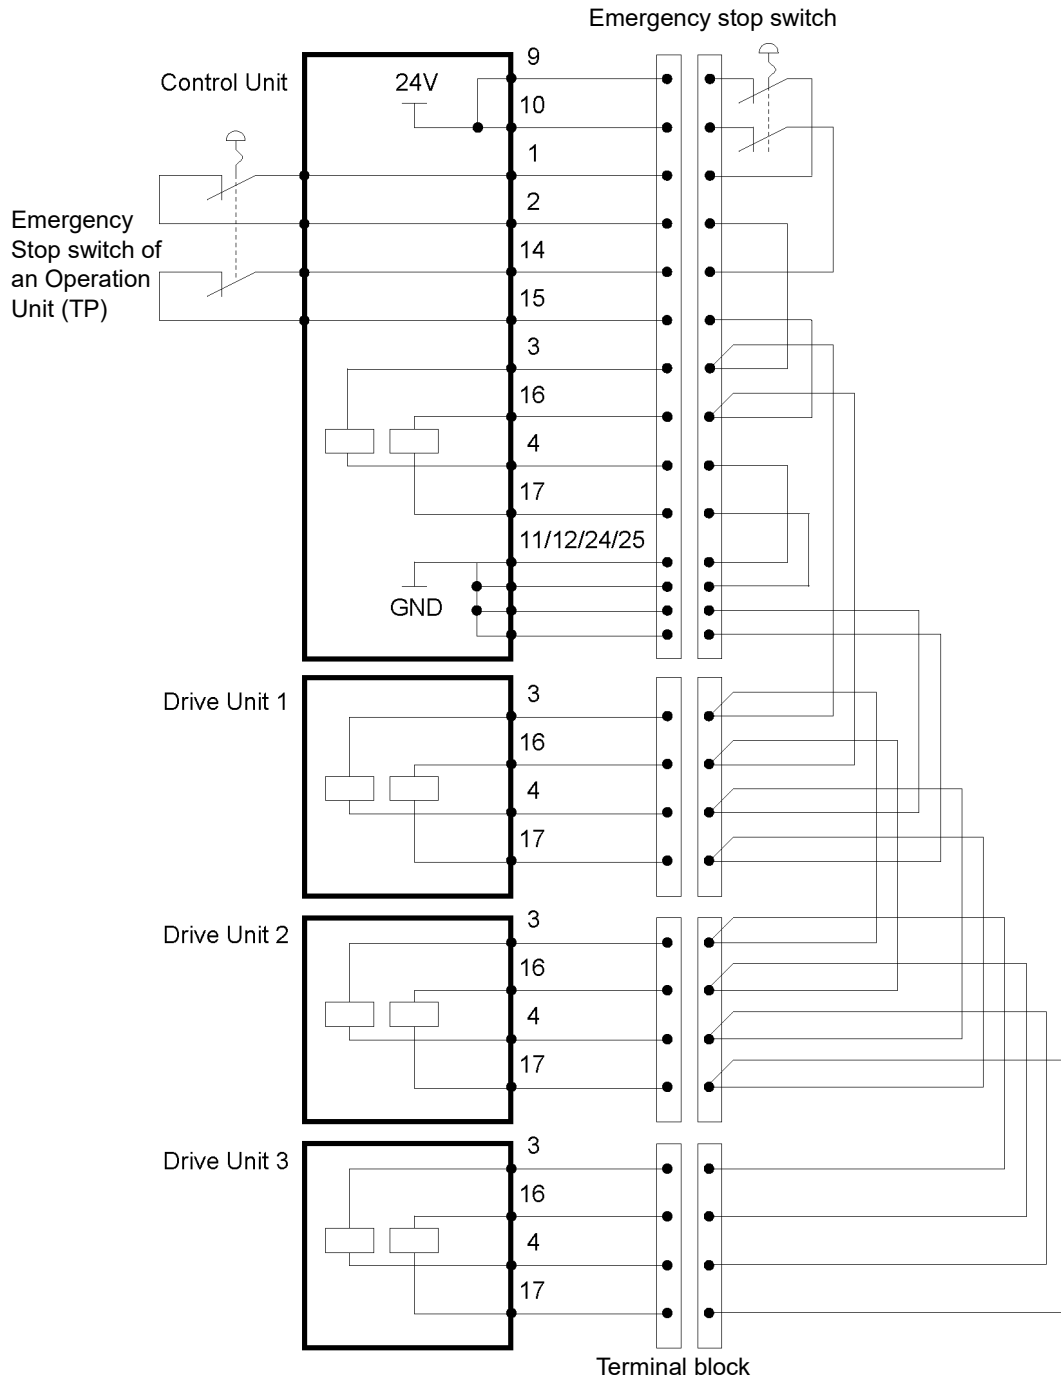 Emergency stop switch
Control Unit
24V
9
10
1
2
Emergency
Stop switch of
an Operation
Unit (TP)
14
15
3
16
4
17
11/12/24/25
GND
Drive Unit 1
3
16
4
17
Drive Unit 2
3
16
4
17
Drive Unit 3
3
16
4
17
Terminal block